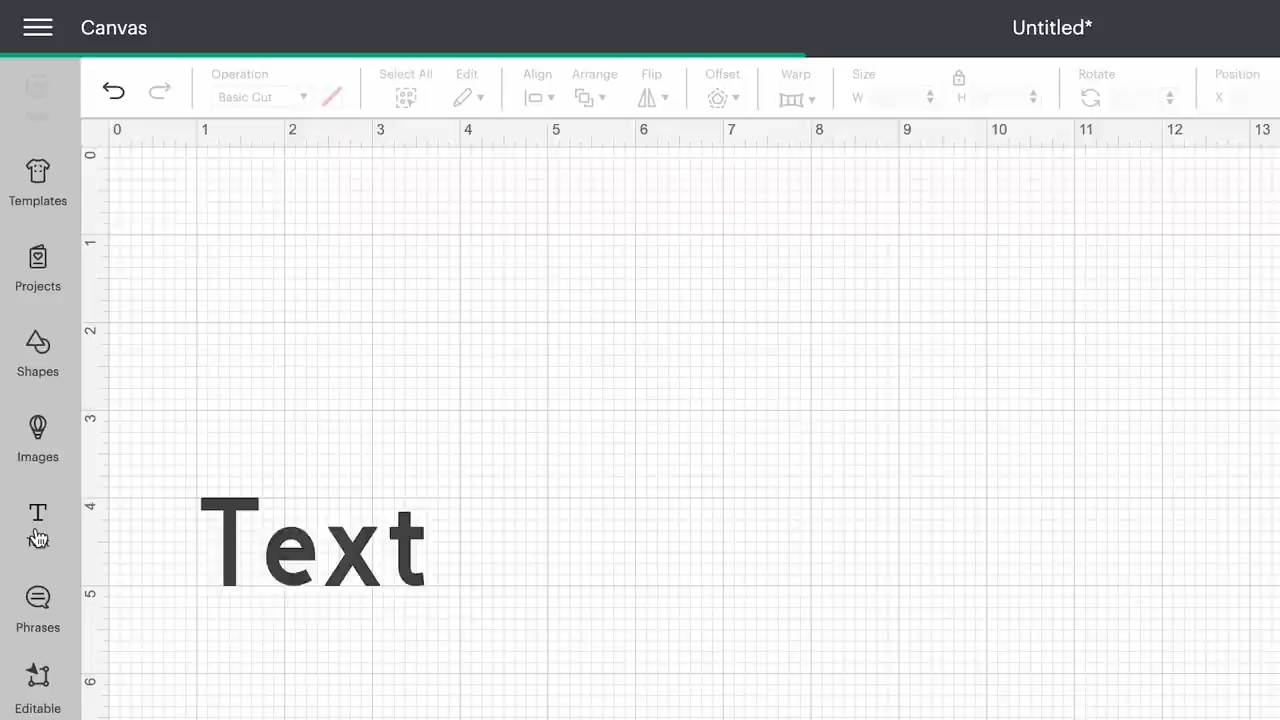 Canvas
Untitled*
Operation
Select All
Edit
Align
Arrange
Flip
Offset
Warp
Size
Rotate
Position
Basic Cut
W
H
X
0 1 2 3 4 5 6 7 8 9 10 11 12 13
0
1
2
3
4
5
6
Templates
Projects
Shapes
Images
Phrases
Editable
Text